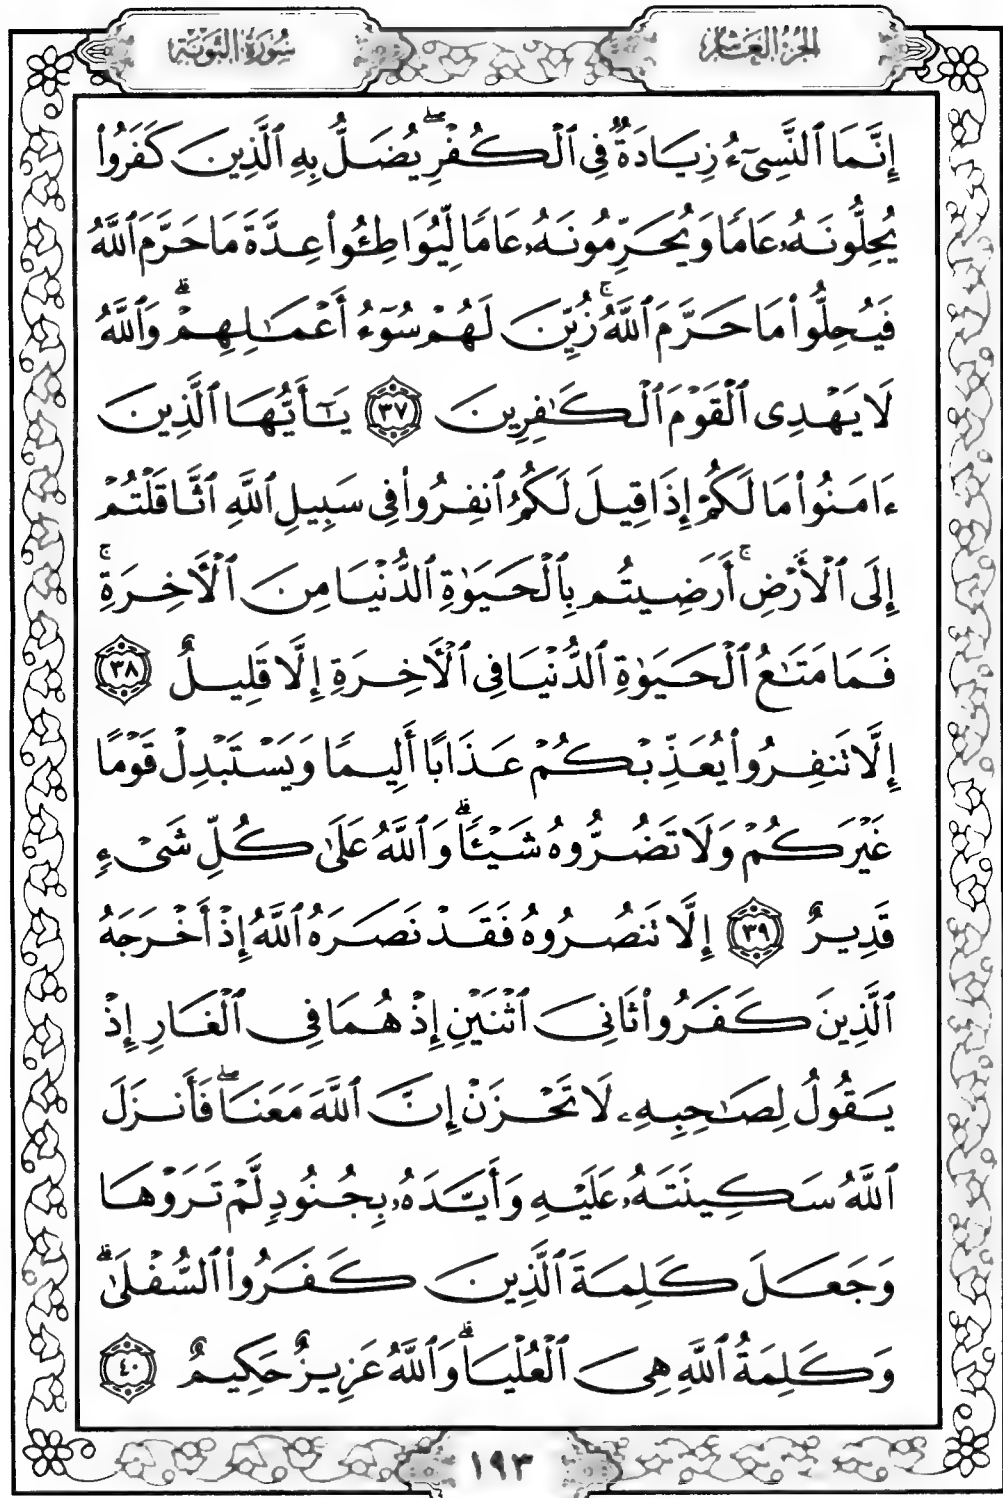 الجزء العاشر
سورة التوبة
إِنَّمَا ٱلنَّسِىٓءُ زِيَادَةٌ فِى ٱلْكُفْرِ ۖ يُضَلُّ بِهِ ٱلَّذِينَ كَفَرُوا۟
يُحِلُّونَهُۥ عَامًا وَيُحَرِّمُونَهُۥ عَامًا لِّيُوَاطِـُٔوا۟ عِدَّةَ مَا حَرَّمَ ٱللَّهُ
فَيُحِلُّوا۟ مَا حَرَّمَ ٱللَّهُ ۚ زُيِّنَ لَهُمْ سُوٓءُ أَعْمَـٰلِهِمْ ۗ وَٱللَّهُ
لَا يَهْدِى ٱلْقَوْمَ ٱلْكَـٰفِرِينَ ٣٧ يَـٰٓأَيُّهَا ٱلَّذِينَ
ءَامَنُوا۟ مَا لَكُمْ إِذَا قِيلَ لَكُمُ ٱنفِرُوا۟ فِى سَبِيلِ ٱللَّهِ ٱثَّاقَلْتُمْ
إِلَى ٱلْأَرْضِ ۚ أَرَضِيتُم بِٱلْحَيَوٰةِ ٱلدُّنْيَا مِنَ ٱلْـَٔاخِرَةِ ۚ
فَمَا مَتَـٰعُ ٱلْحَيَوٰةِ ٱلدُّنْيَا فِى ٱلْـَٔاخِرَةِ إِلَّا قَلِيلٌ ٣٨
إِلَّا تَنفِرُوا۟ يُعَذِّبْكُمْ عَذَابًا أَلِيمًا وَيَسْتَبْدِلْ قَوْمًا
غَيْرَكُمْ وَلَا تَضُرُّوهُ شَيْـًٔا ۗ وَٱللَّهُ عَلَىٰ كُلِّ شَىْءٍ
قَدِيرٌ ٣٩ إِلَّا تَنصُرُوهُ فَقَدْ نَصَرَهُ ٱللَّهُ إِذْ أَخْرَجَهُ
ٱلَّذِينَ كَفَرُوا۟ ثَانِىَ ٱثْنَيْنِ إِذْ هُمَا فِى ٱلْغَارِ إِذْ
يَقُولُ لِصَـٰحِبِهِۦ لَا تَحْزَنْ إِنَّ ٱللَّهَ مَعَنَا ۖ فَأَنزَلَ
ٱللَّهُ سَكِينَتَهُۥ عَلَيْهِ وَأَيَّدَهُۥ بِجُنُودٍ لَّمْ تَرَوْهَا
وَجَعَلَ كَلِمَةَ ٱلَّذِينَ كَفَرُوا۟ ٱلسُّفْلَىٰ ۗ
وَكَلِمَةُ ٱللَّهِ هِىَ ٱلْعُلْيَا ۗ وَٱللَّهُ عَزِيزٌ حَكِيمٌ ٤٠
١٩٣